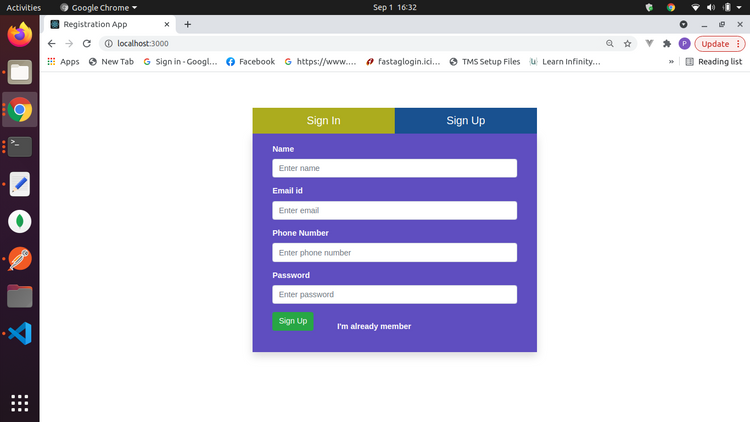 Activities Google Chrome Sep 1 16:32
Registration App
localhost:3000 P Update
Apps New Tab Sign in - Googl... Facebook https://www.... fastaglogin.ici... TMS Setup Files Learn Infinity... » Reading list
Sign In Sign Up
Name
Enter name
Email id
Enter email
Phone Number
Enter phone number
Password
Enter password
Sign Up I'm already member